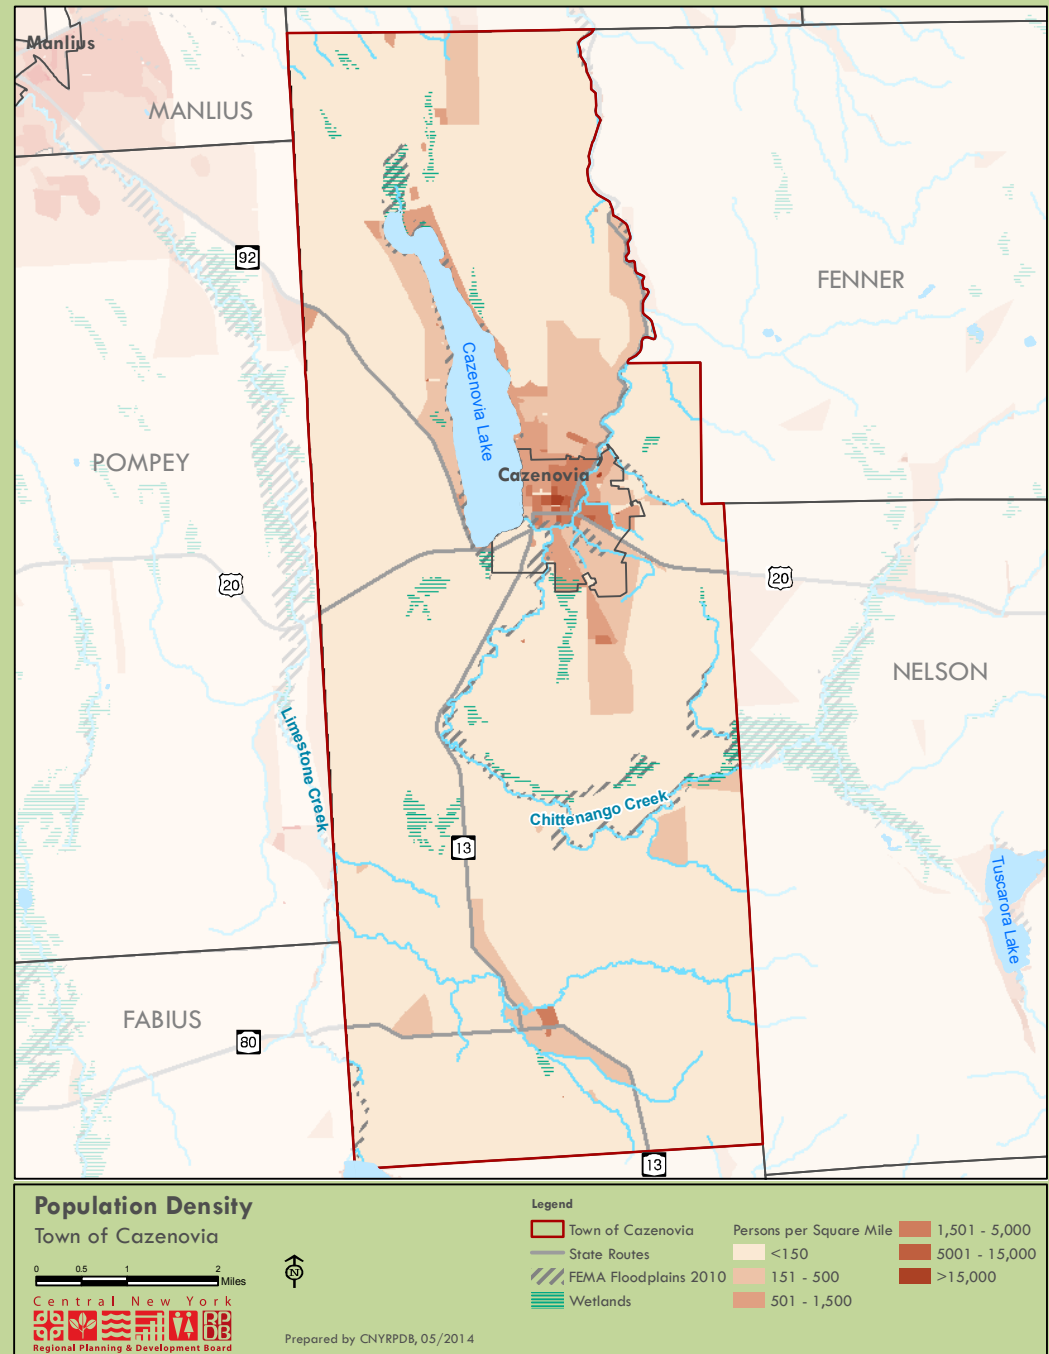 Manlius
MANLIUS
92
FENNER
Cazenovia Lake
POMPEY
Cazenovia
20
20
NELSON
Limestone Creek
Chittenango Creek
13
Tuscarora Lake
FABIUS
80
13
Population Density
Town of Cazenovia
0 0.5 1 2
Miles
N
Central New York
RP
DB
Regional Planning & Development Board
Prepared by CNYRPDB, 05/2014
Legend
Town of Cazenovia
State Routes
FEMA Floodplains 2010
Wetlands
Persons per Square Mile
<150
151 - 500
501 - 1,500
1,501 - 5,000
5001 - 15,000
>15,000